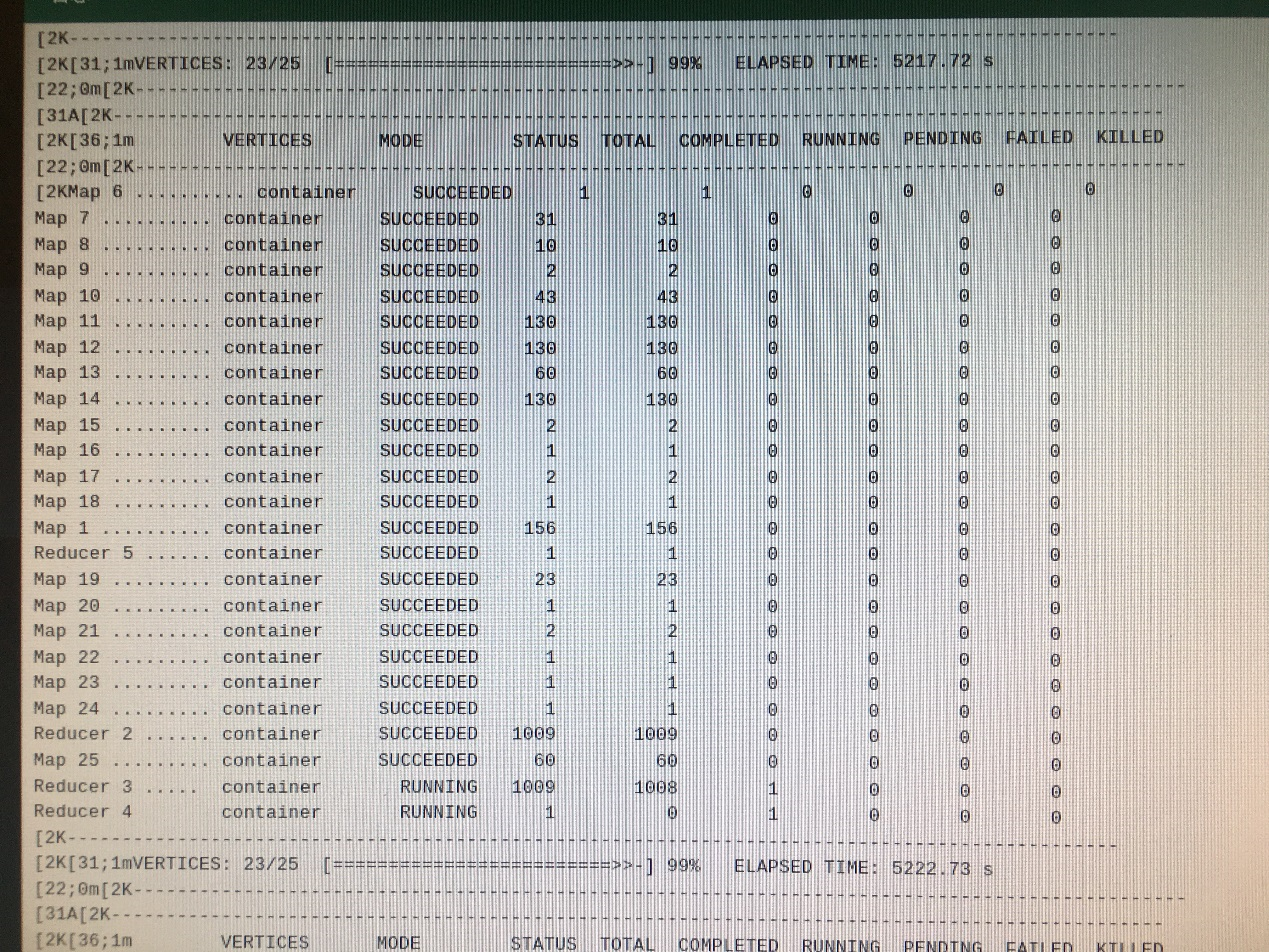 [2K----------------------------------------------------------------------------------------------
[2K[31;1mVERTICES: 23/25  [==========================>>-] 99%   ELAPSED TIME: 5217.72 s
[22;0m[2K----------------------------------------------------------------------------------------------
[31A[2K----------------------------------------------------------------------------------------------
[2K[36;1m        VERTICES      MODE        STATUS  TOTAL  COMPLETED  RUNNING  PENDING  FAILED  KILLED
[22;0m[2K----------------------------------------------------------------------------------------------
[2KMap 6 .......... container     SUCCEEDED      1          1        0        0       0       0
Map 7 .......... container     SUCCEEDED     31         31        0        0       0       0
Map 8 .......... container     SUCCEEDED     10         10        0        0       0       0
Map 9 .......... container     SUCCEEDED      2          2        0        0       0       0
Map 10 ......... container     SUCCEEDED     43         43        0        0       0       0
Map 11 ......... container     SUCCEEDED    130        130        0        0       0       0
Map 12 ......... container     SUCCEEDED    130        130        0        0       0       0
Map 13 ......... container     SUCCEEDED     60         60        0        0       0       0
Map 14 ......... container     SUCCEEDED    130        130        0        0       0       0
Map 15 ......... container     SUCCEEDED      2          2        0        0       0       0
Map 16 ......... container     SUCCEEDED      1          1        0        0       0       0
Map 17 ......... container     SUCCEEDED      2          2        0        0       0       0
Map 18 ......... container     SUCCEEDED      1          1        0        0       0       0
Map 1 .......... container     SUCCEEDED    156        156        0        0       0       0
Reducer 5 ...... container     SUCCEEDED      1          1        0        0       0       0
Map 19 ......... container     SUCCEEDED     23         23        0        0       0       0
Map 20 ......... container     SUCCEEDED      1          1        0        0       0       0
Map 21 ......... container     SUCCEEDED      2          2        0        0       0       0
Map 22 ......... container     SUCCEEDED      1          1        0        0       0       0
Map 23 ......... container     SUCCEEDED      1          1        0        0       0       0
Map 24 ......... container     SUCCEEDED      1          1        0        0       0       0
Reducer 2 ...... container     SUCCEEDED   1009       1009        0        0       0       0
Map 25 ......... container     SUCCEEDED     60         60        0        0       0       0
Reducer 3 .....  container       RUNNING   1009       1008        1        0       0       0
Reducer 4        container       RUNNING      1          0        1        0       0       0
[2K----------------------------------------------------------------------------------------------
[2K[31;1mVERTICES: 23/25  [==========================>>-] 99%   ELAPSED TIME: 5222.73 s
[22;0m[2K----------------------------------------------------------------------------------------------
[31A[2K----------------------------------------------------------------------------------------------
[2K[36;1m        VERTICES      MODE        STATUS  TOTAL  COMPLETED  RUNNING  PENDING  FAILED  KILLED